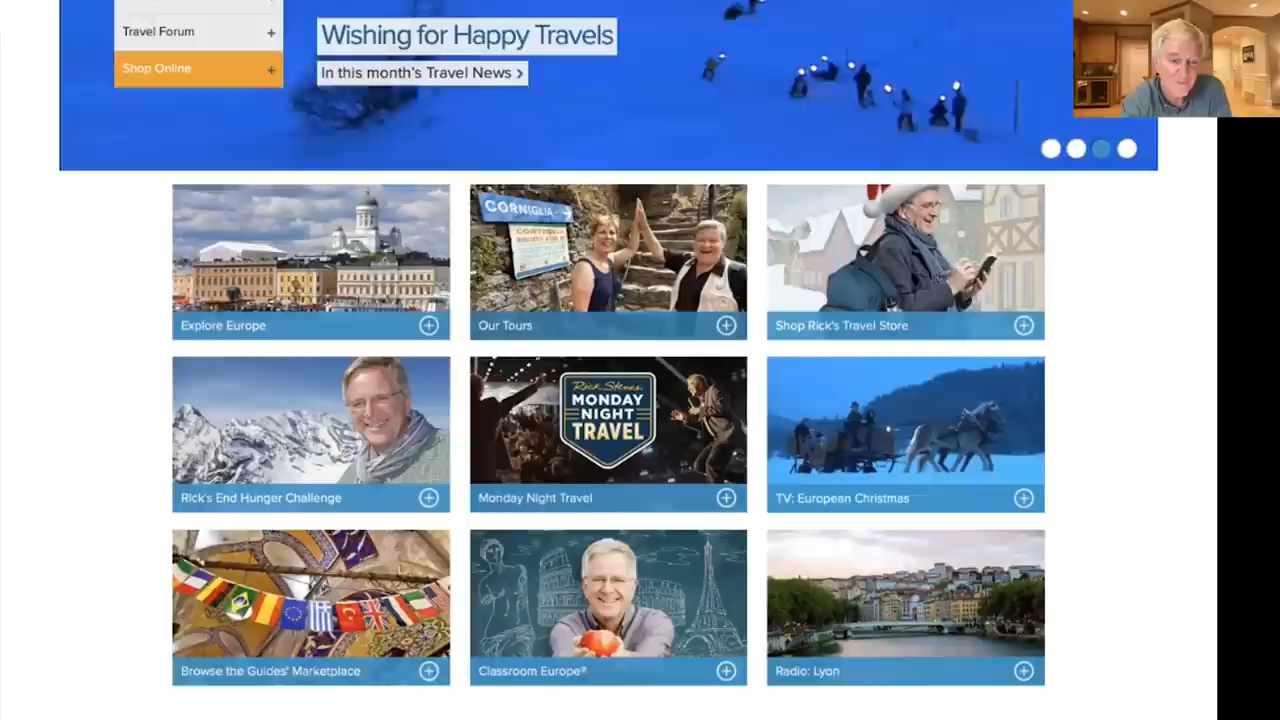 Travel Forum +
Shop Online +
Wishing for Happy Travels
In this month's Travel News >
CORNIGLIA
Explore Europe
Our Tours
Shop Rick's Travel Store
Rick Steves
MONDAY
NIGHT
TRAVEL
Rick's End Hunger Challenge
Monday Night Travel
TV: European Christmas
Browse the Guides' Marketplace
Classroom Europe®
Radio: Lyon